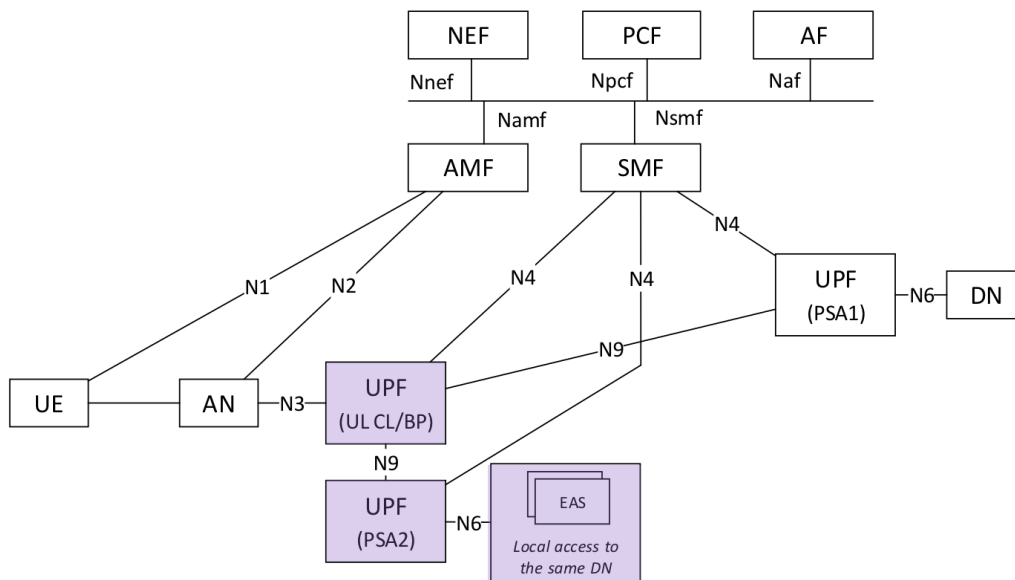 NEF
PCF
AF
Nnef
Npcf
Naf
Namf
Nsmf
AMF
SMF
N4
N1
N2
N4
N4
UPF
(PSA1)
N6
DN
N9
UE
AN
N3
UPF
(UL CL/BP)
N9
UPF
(PSA2)
N6
EAS
Local access to
the same DN